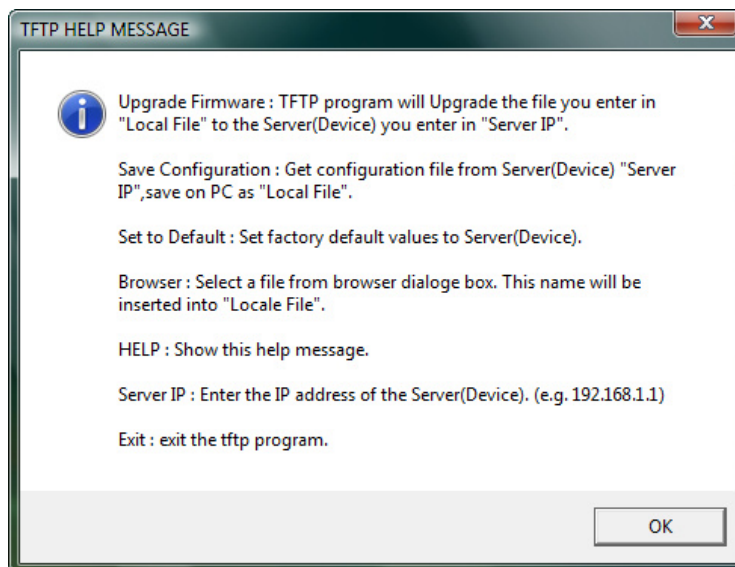 TFTP HELP MESSAGE
Upgrade Firmware : TFTP program will Upgrade the file you enter in
"Local File" to the Server(Device) you enter in "Server IP".
Save Configuration : Get configuration file from Server(Device) "Server
IP",save on PC as "Local File".
Set to Default : Set factory default values to Server(Device).
Browser : Select a file from browser dialoge box. This name will be
inserted into "Locale File".
HELP : Show this help message.
Server IP : Enter the IP address of the Server(Device). (e.g. 192.168.1.1)
Exit : exit the tftp program.
OK